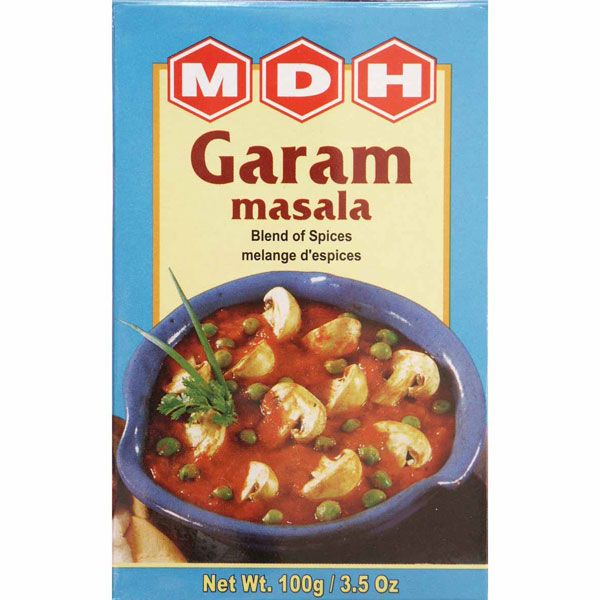 MDH
Garam
masala
Blend of Spices
melange d'espices
Net Wt. 100g / 3.5 Oz